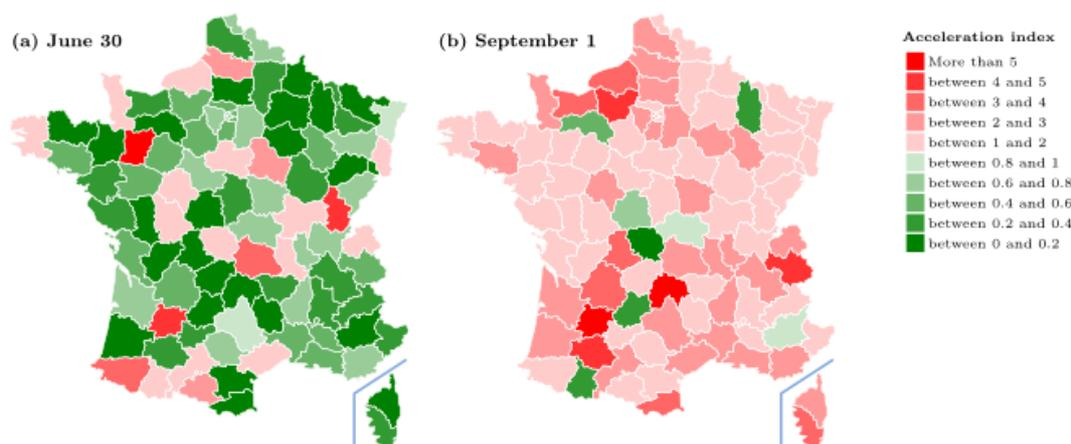 (a) June 30
(b) September 1
Acceleration index
More than 5
between 4 and 5
between 3 and 4
between 2 and 3
between 1 and 2
between 0.8 and 1
between 0.6 and 0.8
between 0.4 and 0.6
between 0.2 and 0.4
between 0 and 0.2